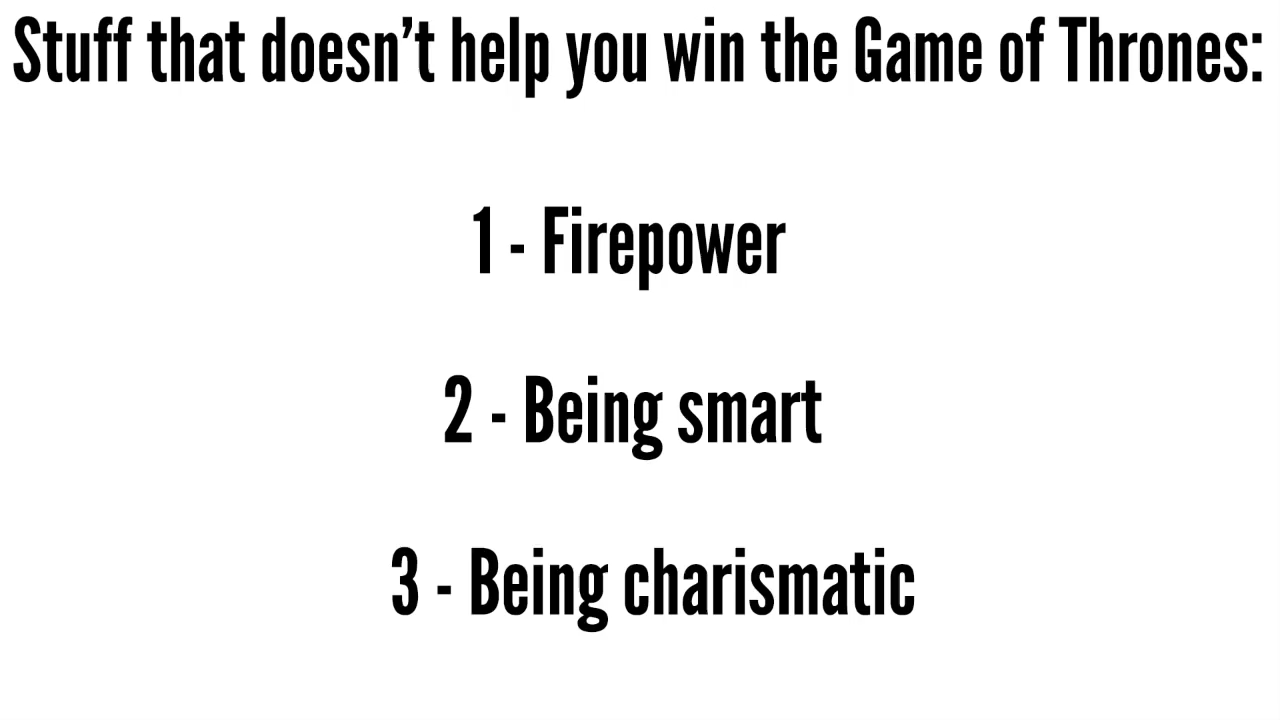 Stuff that doesn’t help you win the Game of Thrones:
1 - Firepower
2 - Being smart
3 - Being charismatic